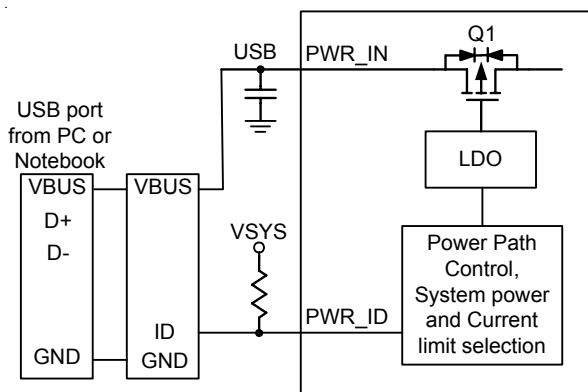 Q1
USB
PWR_IN
USB port
from PC or
Notebook
LDO
VBUS
VBUS
D+
D-
VSYS
Power Path
Control,
System power
and Current
limit selection
PWR_ID
ID
GND
GND